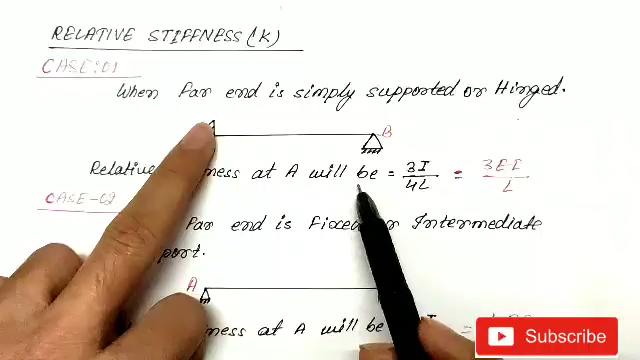 RELATIVE STIFFNESS (K)
CASE:01
When Far end is simply supported or Hinged.
B
Relative ness at A will be = 3I/4L = 3EI/L
CASE-02
Far end is Fixed or Intermediate
port.
A
ness at A will be I =
Subscribe